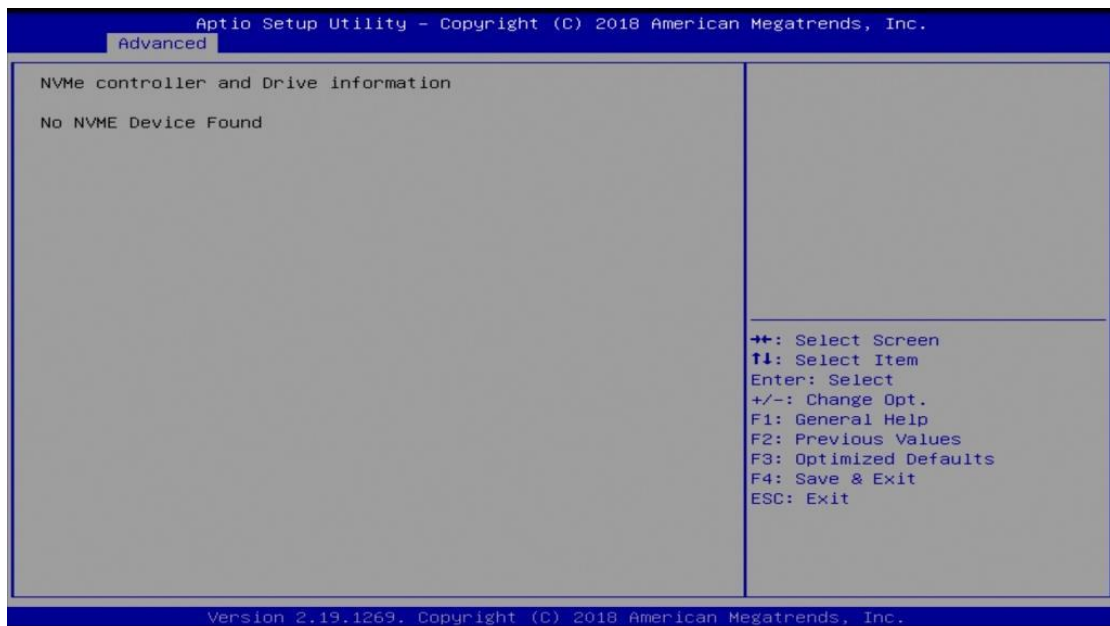 Aptio Setup Utility – Copyright (C) 2018 American Megatrends, Inc.
Advanced
NVMe controller and Drive information
No NVME Device Found
→←: Select Screen
↑↓: Select Item
Enter: Select
+/-: Change Opt.
F1: General Help
F2: Previous Values
F3: Optimized Defaults
F4: Save & Exit
ESC: Exit
Version 2.19.1269. Copyright (C) 2018 American Megatrends, Inc.